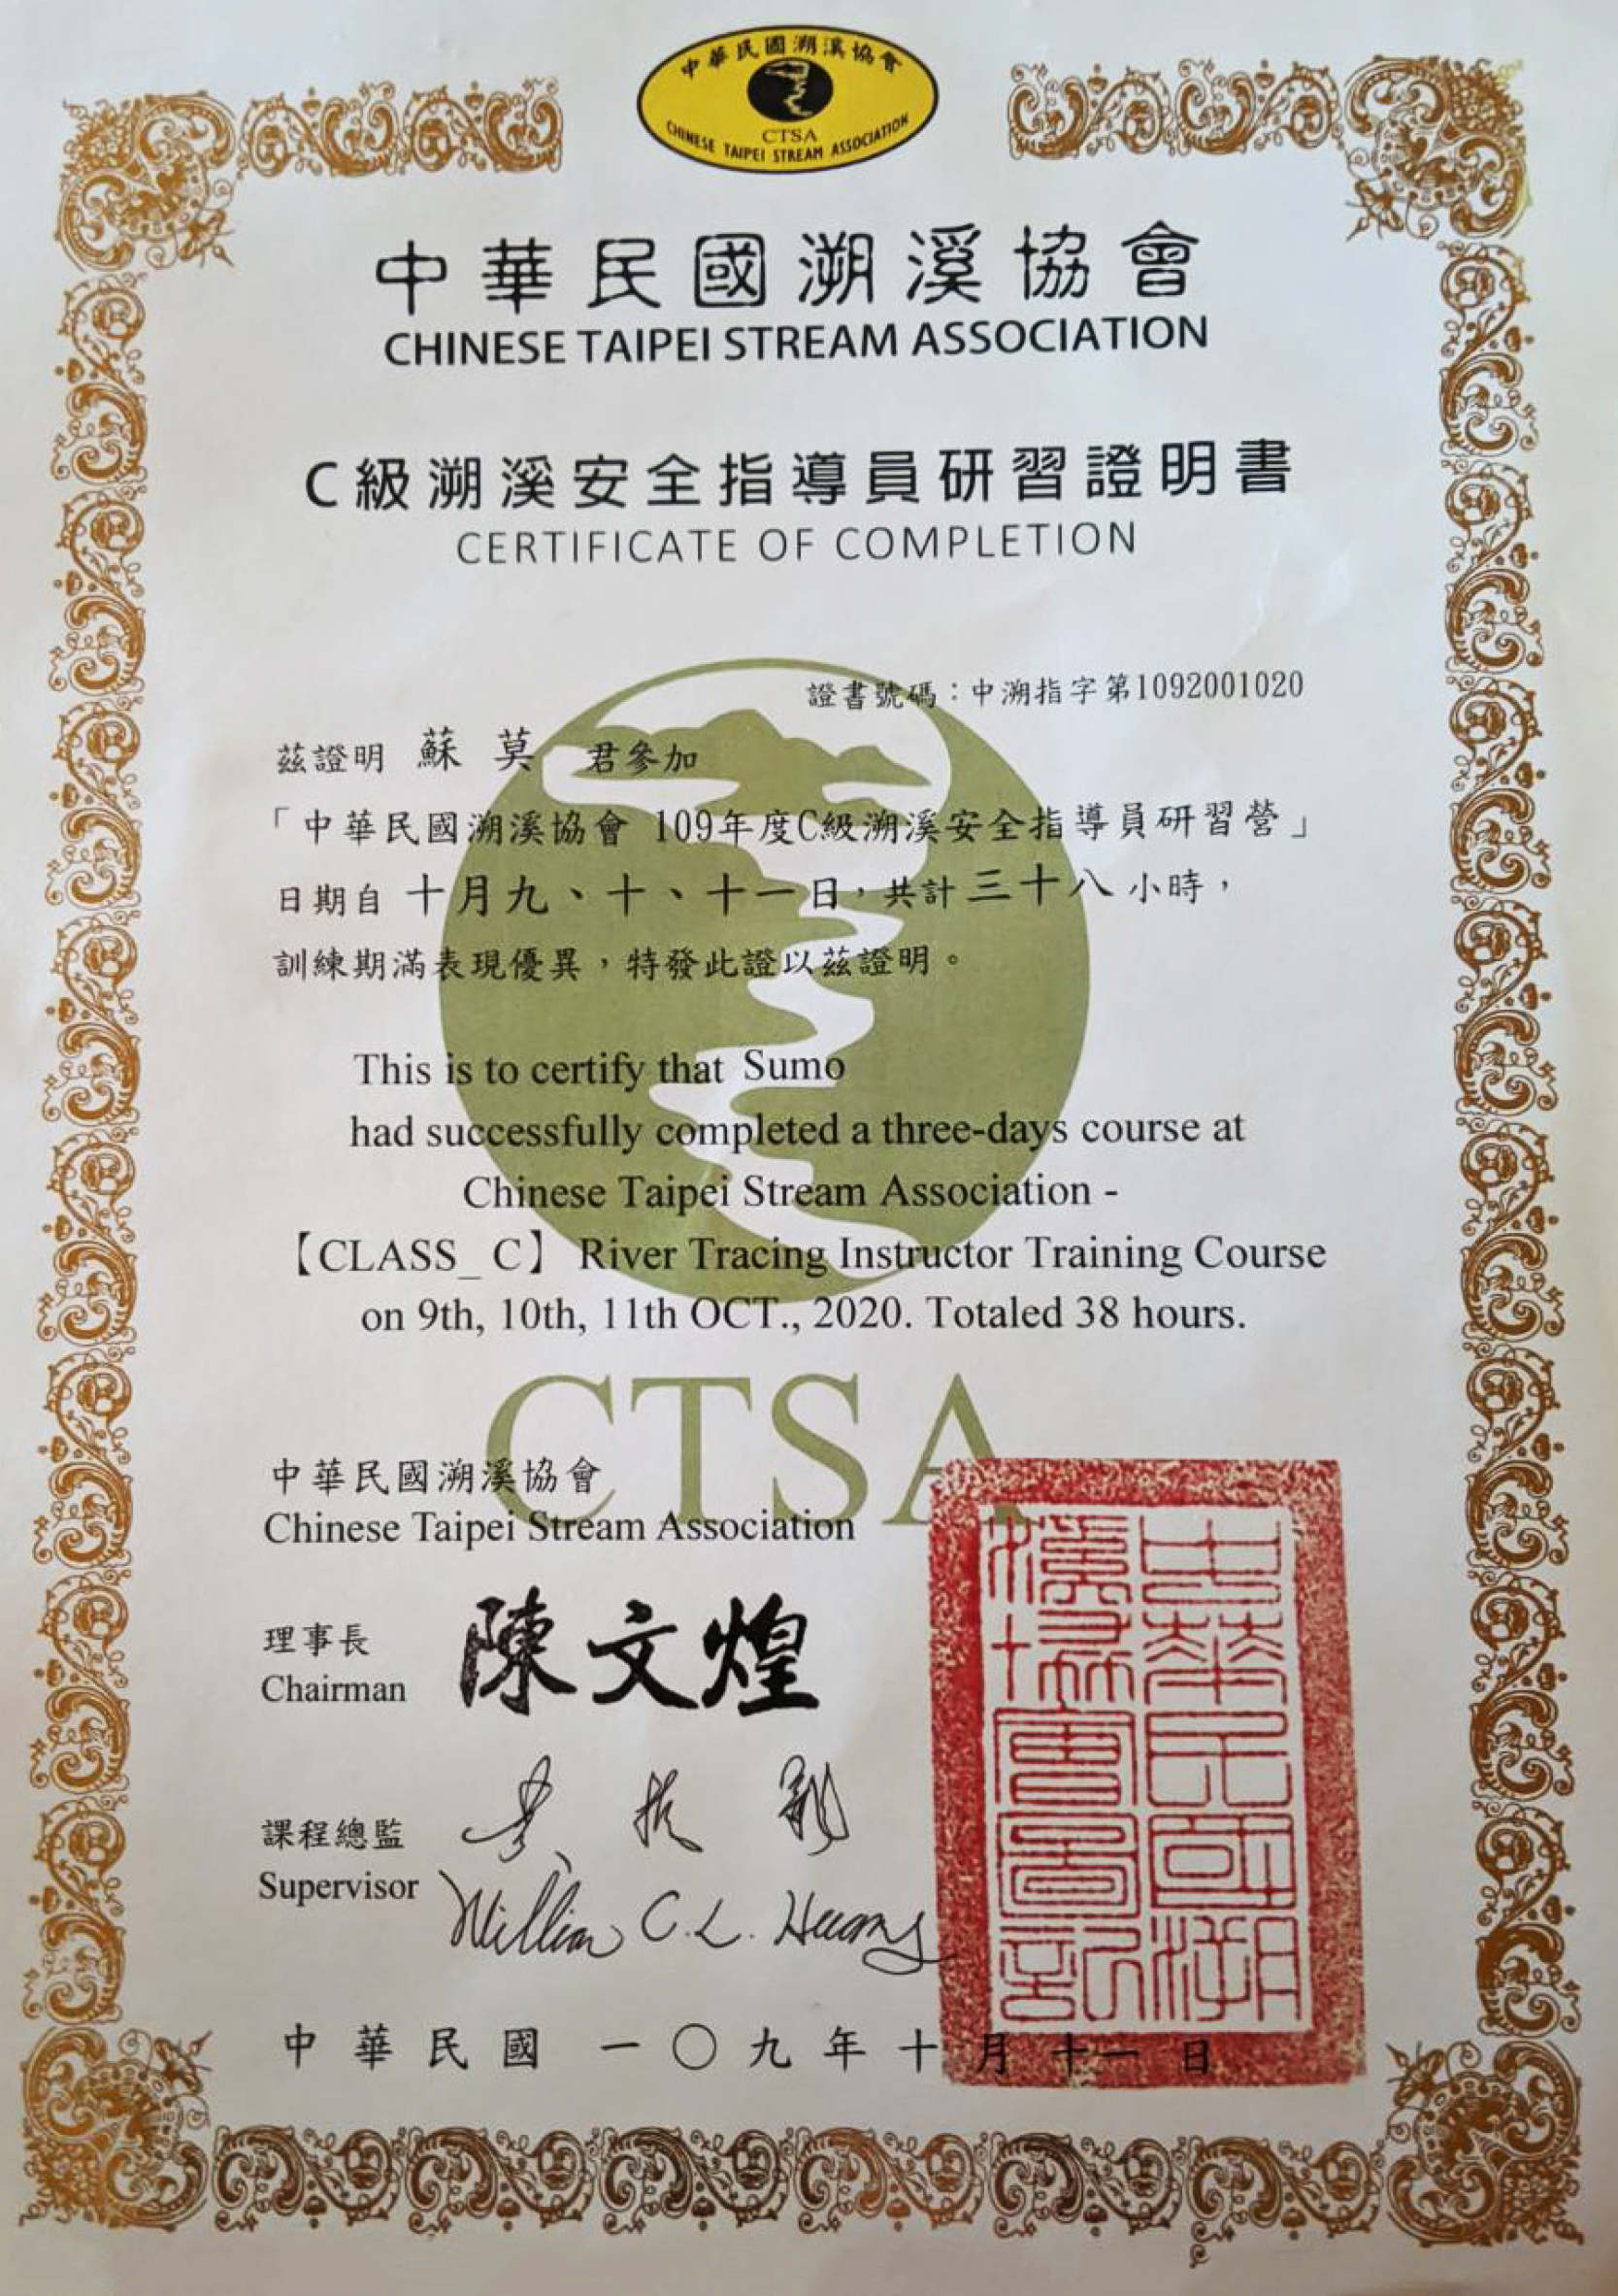 中華民國溯溪協會
CTSA
CHINESE TAIPEI STREAM ASSOCIATION
中華民國溯溪協會
CHINESE TAIPEI STREAM ASSOCIATION
C級溯溪安全指導員研習證明書
CERTIFICATE OF COMPLETION
證書號碼：中溯指字第1092001020
茲證明 蘇 莫 君參加
「中華民國溯溪協會 109年度C級溯溪安全指導員研習營」
日期自 十月九、十、十一日，共計 三十八 小時，
訓練期滿表現優異，特發此證以茲證明。
This is to certify that Sumo
had successfully completed a three-days course at
Chinese Taipei Stream Association -
【CLASS_ C】 River Tracing Instructor Training Course
on 9th, 10th, 11th OCT., 2020. Totaled 38 hours.
CTSA
中華民國溯溪協會
Chinese Taipei Stream Association
理事長
Chairman
陳文煌
課程總監
Supervisor
William C.L. Huang
中華民國溯
溪協會圖記
中華民國 一〇九年十月十一日